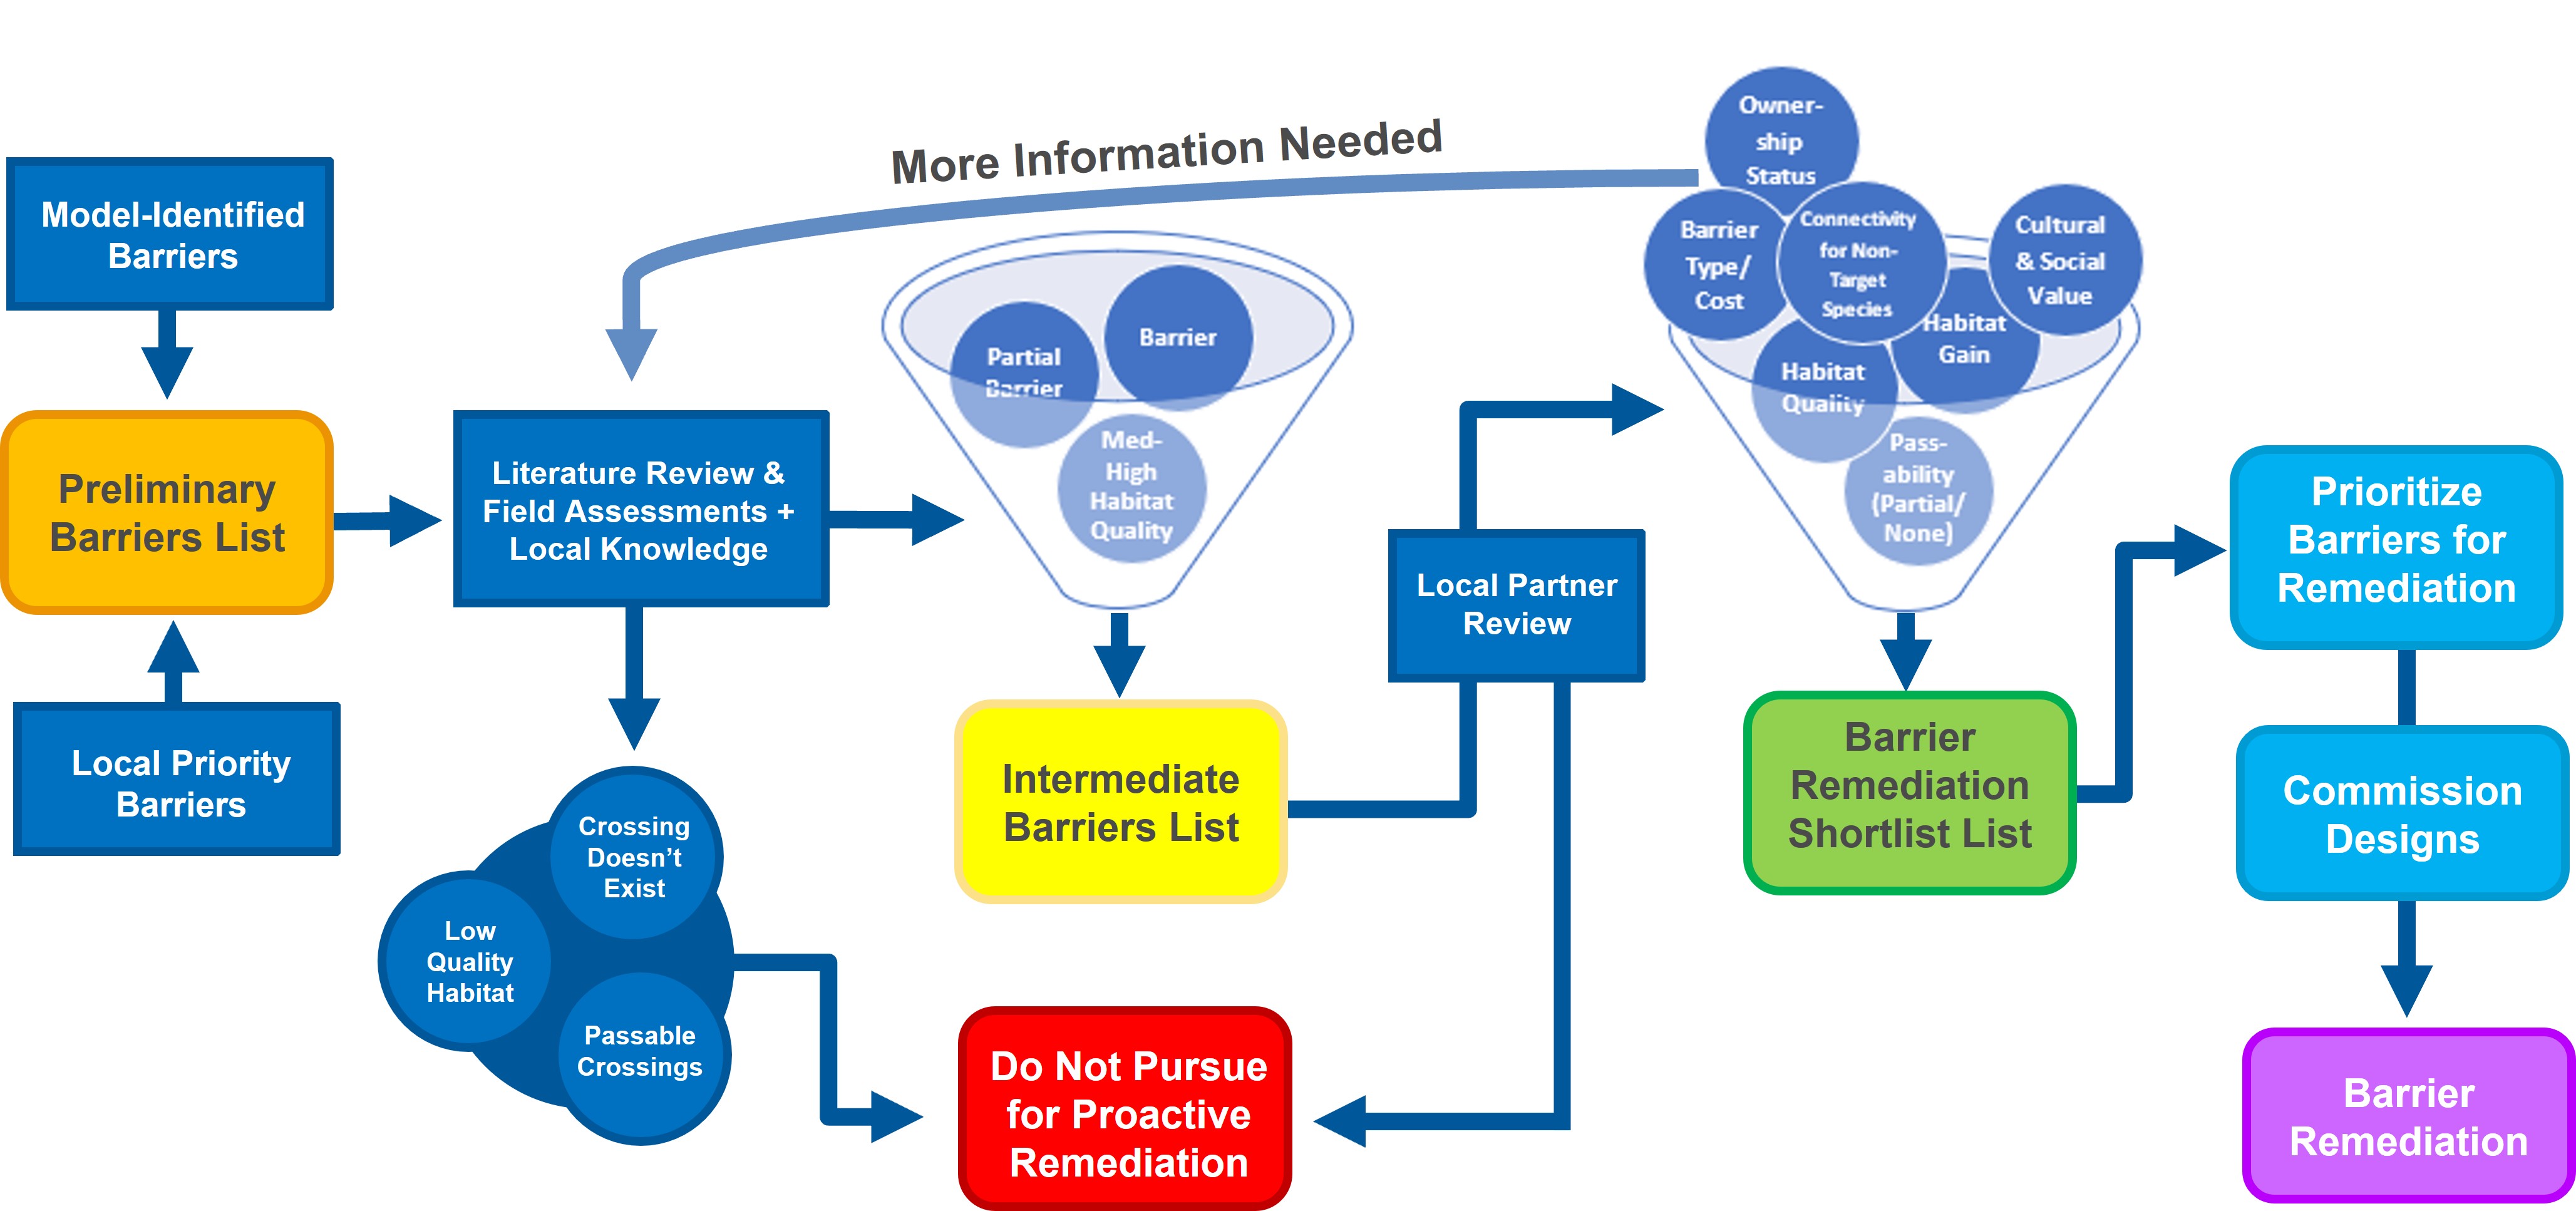 More Information Needed
Model-Identified
Barriers
Preliminary
Barriers List
Local Priority
Barriers
Literature Review &
Field Assessments +
Local Knowledge
Crossing
Doesn’t
Exist
Low
Quality
Habitat
Passable
Crossings
Partial
Barrier
Barrier
Med-
High
Habitat
Quality
Intermediate
Barriers List
Do Not Pursue
for Proactive
Remediation
Local Partner
Review
Owner-
ship
Status
Barrier
Type/
Cost
Connectivity
for Non-
Target
Species
Cultural
& Social
Value
Habitat
Gain
Habitat
Quality
Pass-
ability
(Partial/
None)
Barrier
Remediation
Shortlist List
Prioritize
Barriers for
Remediation
Commission
Designs
Barrier
Remediation